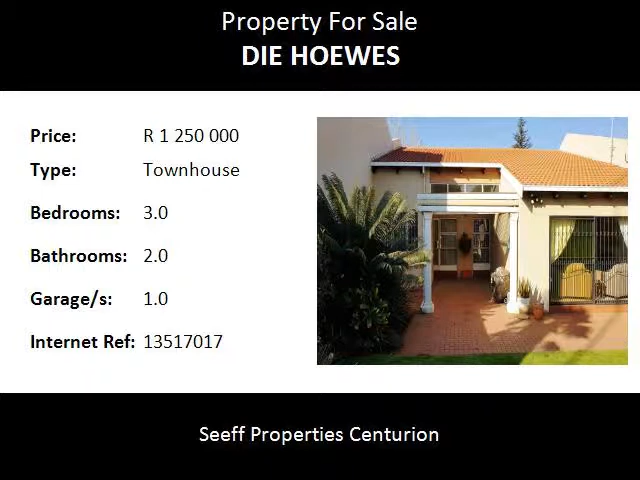 Property For Sale
DIE HOEWES
Price: R 1 250 000
Type: Townhouse
Bedrooms: 3.0
Bathrooms: 2.0
Garage/s: 1.0
Internet Ref: 13517017
Seeff Properties Centurion